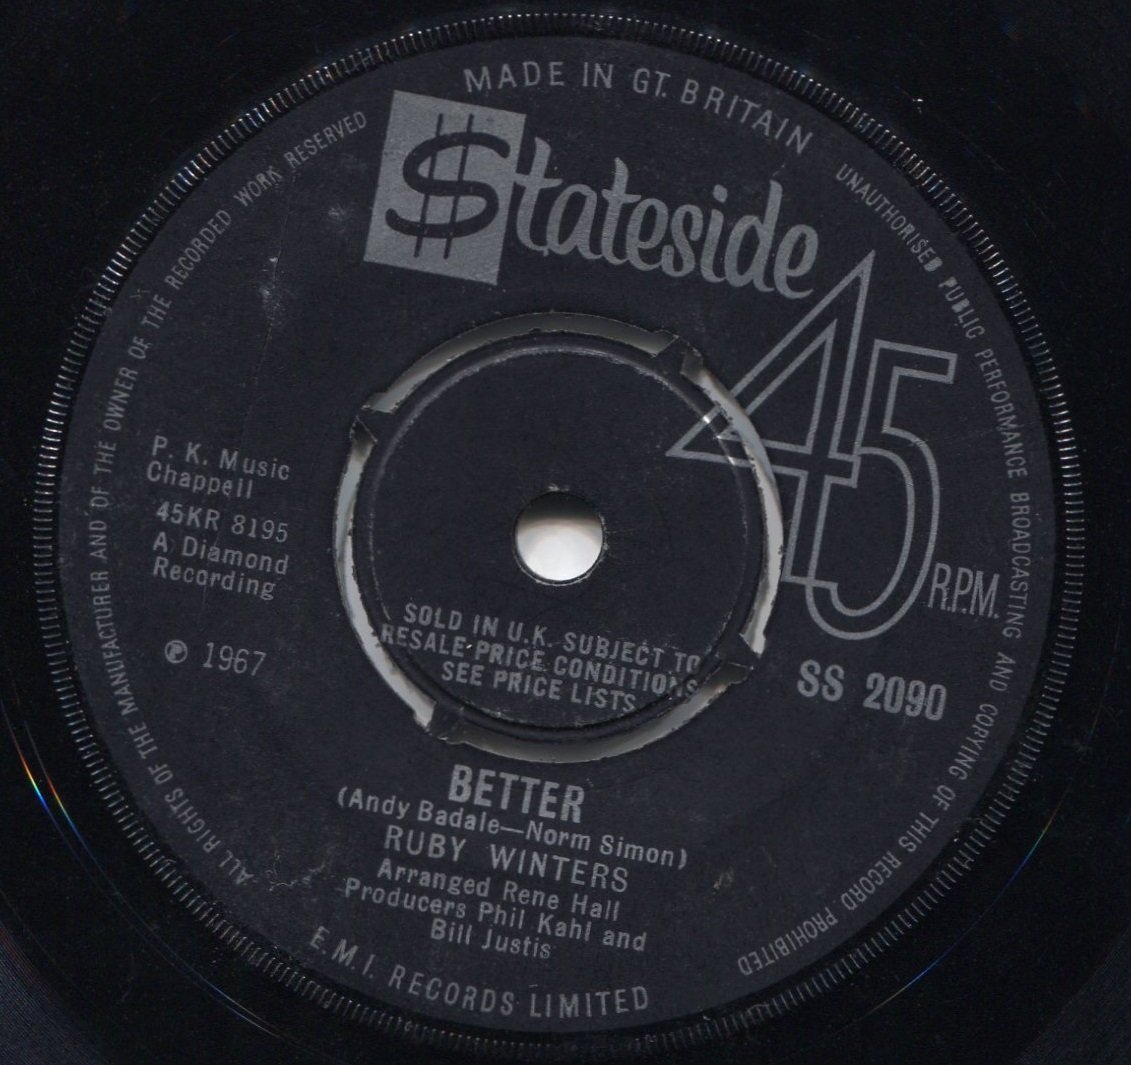 MADE IN GT. BRITAIN
Stateside
45
R.P.M.
P. K. Music
Chappell
45KR 8195
A Diamond
Recording
℗ 1967
SOLD IN U.K. SUBJECT TO
RESALE PRICE CONDITIONS
SEE PRICE LISTS
SS 2090
BETTER
(Andy Badale—Norm Simon)
RUBY WINTERS
Arranged Rene Hall
Producers Phil Kahl and
Bill Justis
E.M.I. RECORDS LIMITED
ALL RIGHTS OF THE MANUFACTURER AND OF THE OWNER OF THE RECORDED WORK RESERVED
UNAUTHORISED PUBLIC PERFORMANCE BROADCASTING AND COPYING OF THIS RECORD PROHIBITED